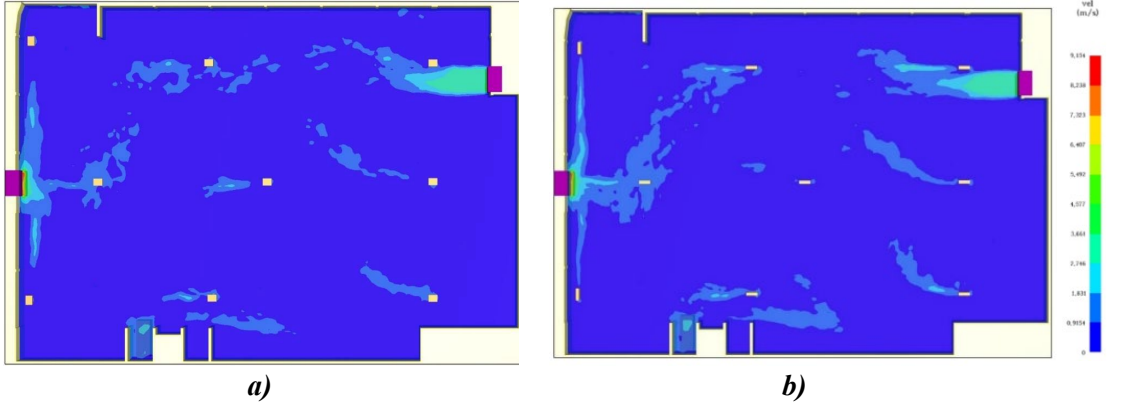 vel
(m/s)
9,154
8,238
7,323
6,407
5,492
4,577
3,661
2,746
1,831
0,9154
0
a)
b)